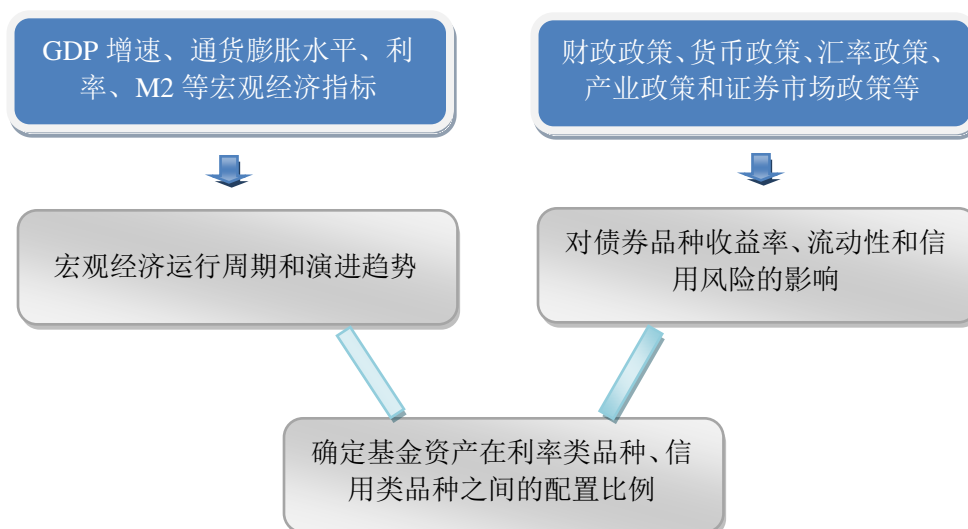 GDP 增速、通货膨胀水平、利
率、M2 等宏观经济指标
财政政策、货币政策、汇率政策、
产业政策和证券市场政策等
宏观经济运行周期和演进趋势
对债券品种收益率、流动性和信
用风险的影响
确定基金资产在利率类品种、信
用类品种之间的配置比例